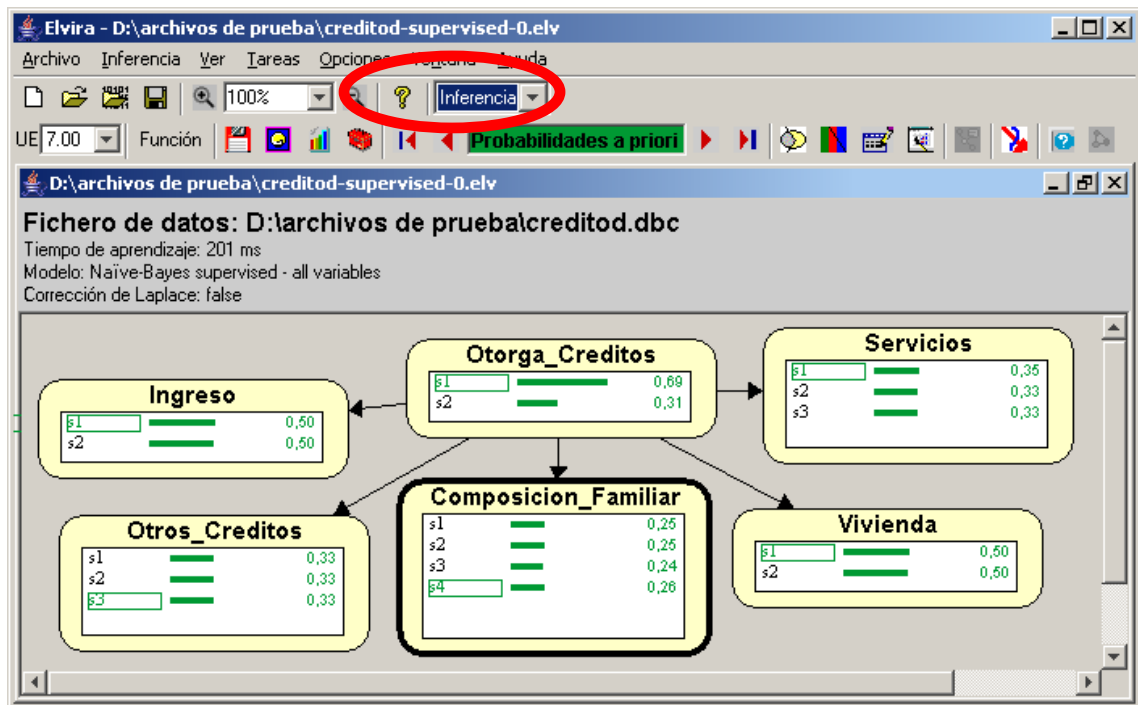 Elvira - D:\archivos de prueba\creditod-supervised-0.elv
Archivo Inferencia Ver Tareas Opciones Ventana Ayuda
100% Inferencia
UE 7.00 Función Probabilidades a priori
D:\archivos de prueba\creditod-supervised-0.elv
Fichero de datos: D:\archivos de prueba\creditod.dbc
Tiempo de aprendizaje: 201 ms
Modelo: Naïve-Bayes supervised - all variables
Corrección de Laplace: false
Otorga_Creditos
s1 0,69
s2 0,31
Servicios
s1 0,35
s2 0,33
s3 0,33
Ingreso
s1 0,50
s2 0,50
Otros_Creditos
s1 0,33
s2 0,33
s3 0,33
Composicion_Familiar
s1 0,25
s2 0,25
s3 0,24
s4 0,26
Vivienda
s1 0,50
s2 0,50